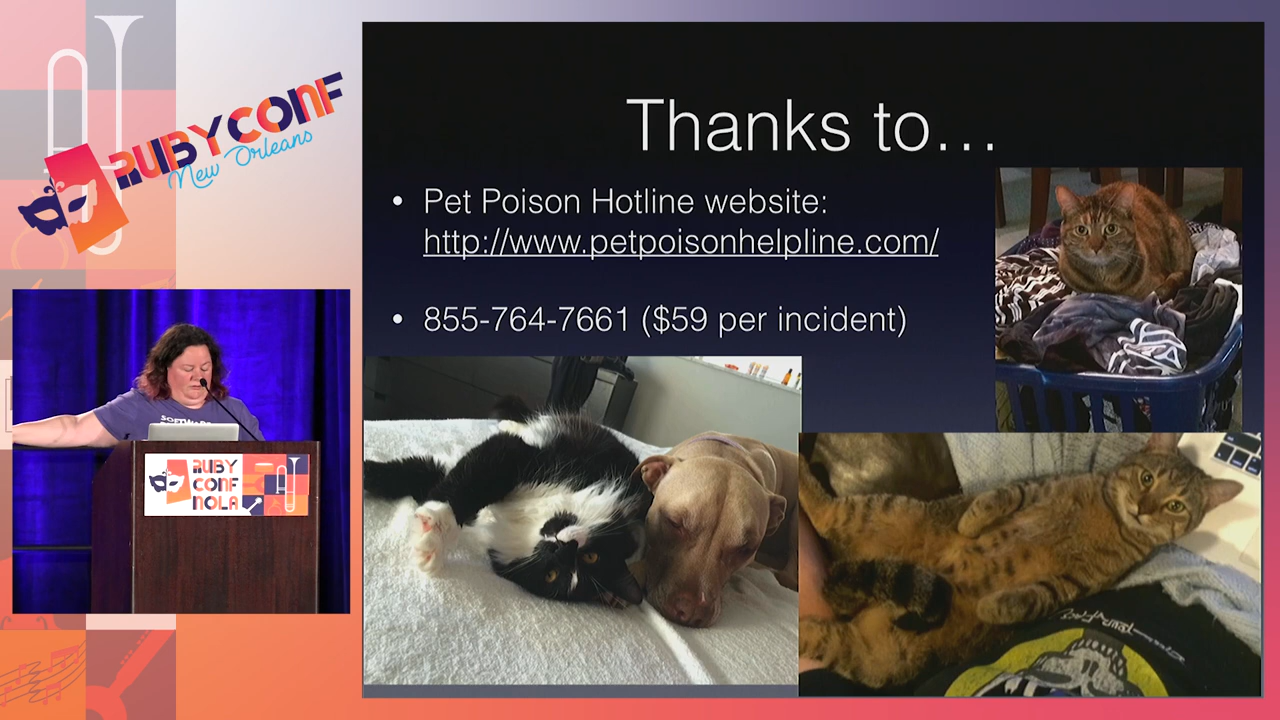 RUBYCONF
New Orleans
Thanks to…
• Pet Poison Hotline website:
http://www.petpoisonhelpline.com/
• 855-764-7661 ($59 per incident)
RUBY
CONF
NOLA